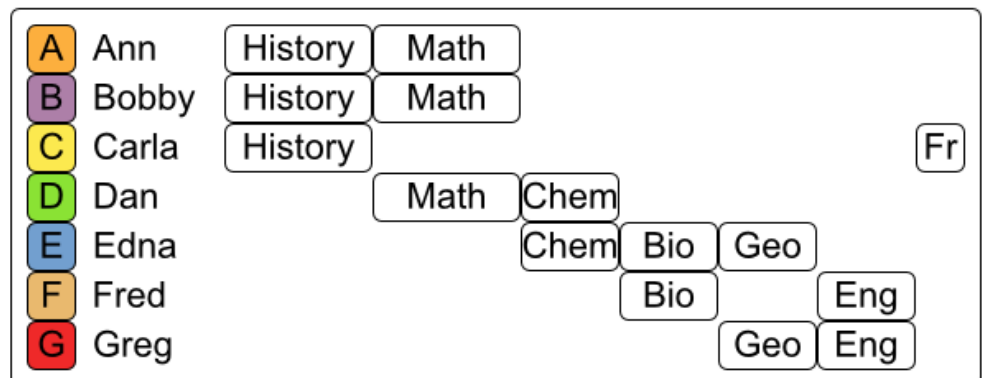 A Ann History Math
B Bobby History Math
C Carla History Fr
D Dan Math Chem
E Edna Chem Bio Geo
F Fred Bio Eng
G Greg Geo Eng